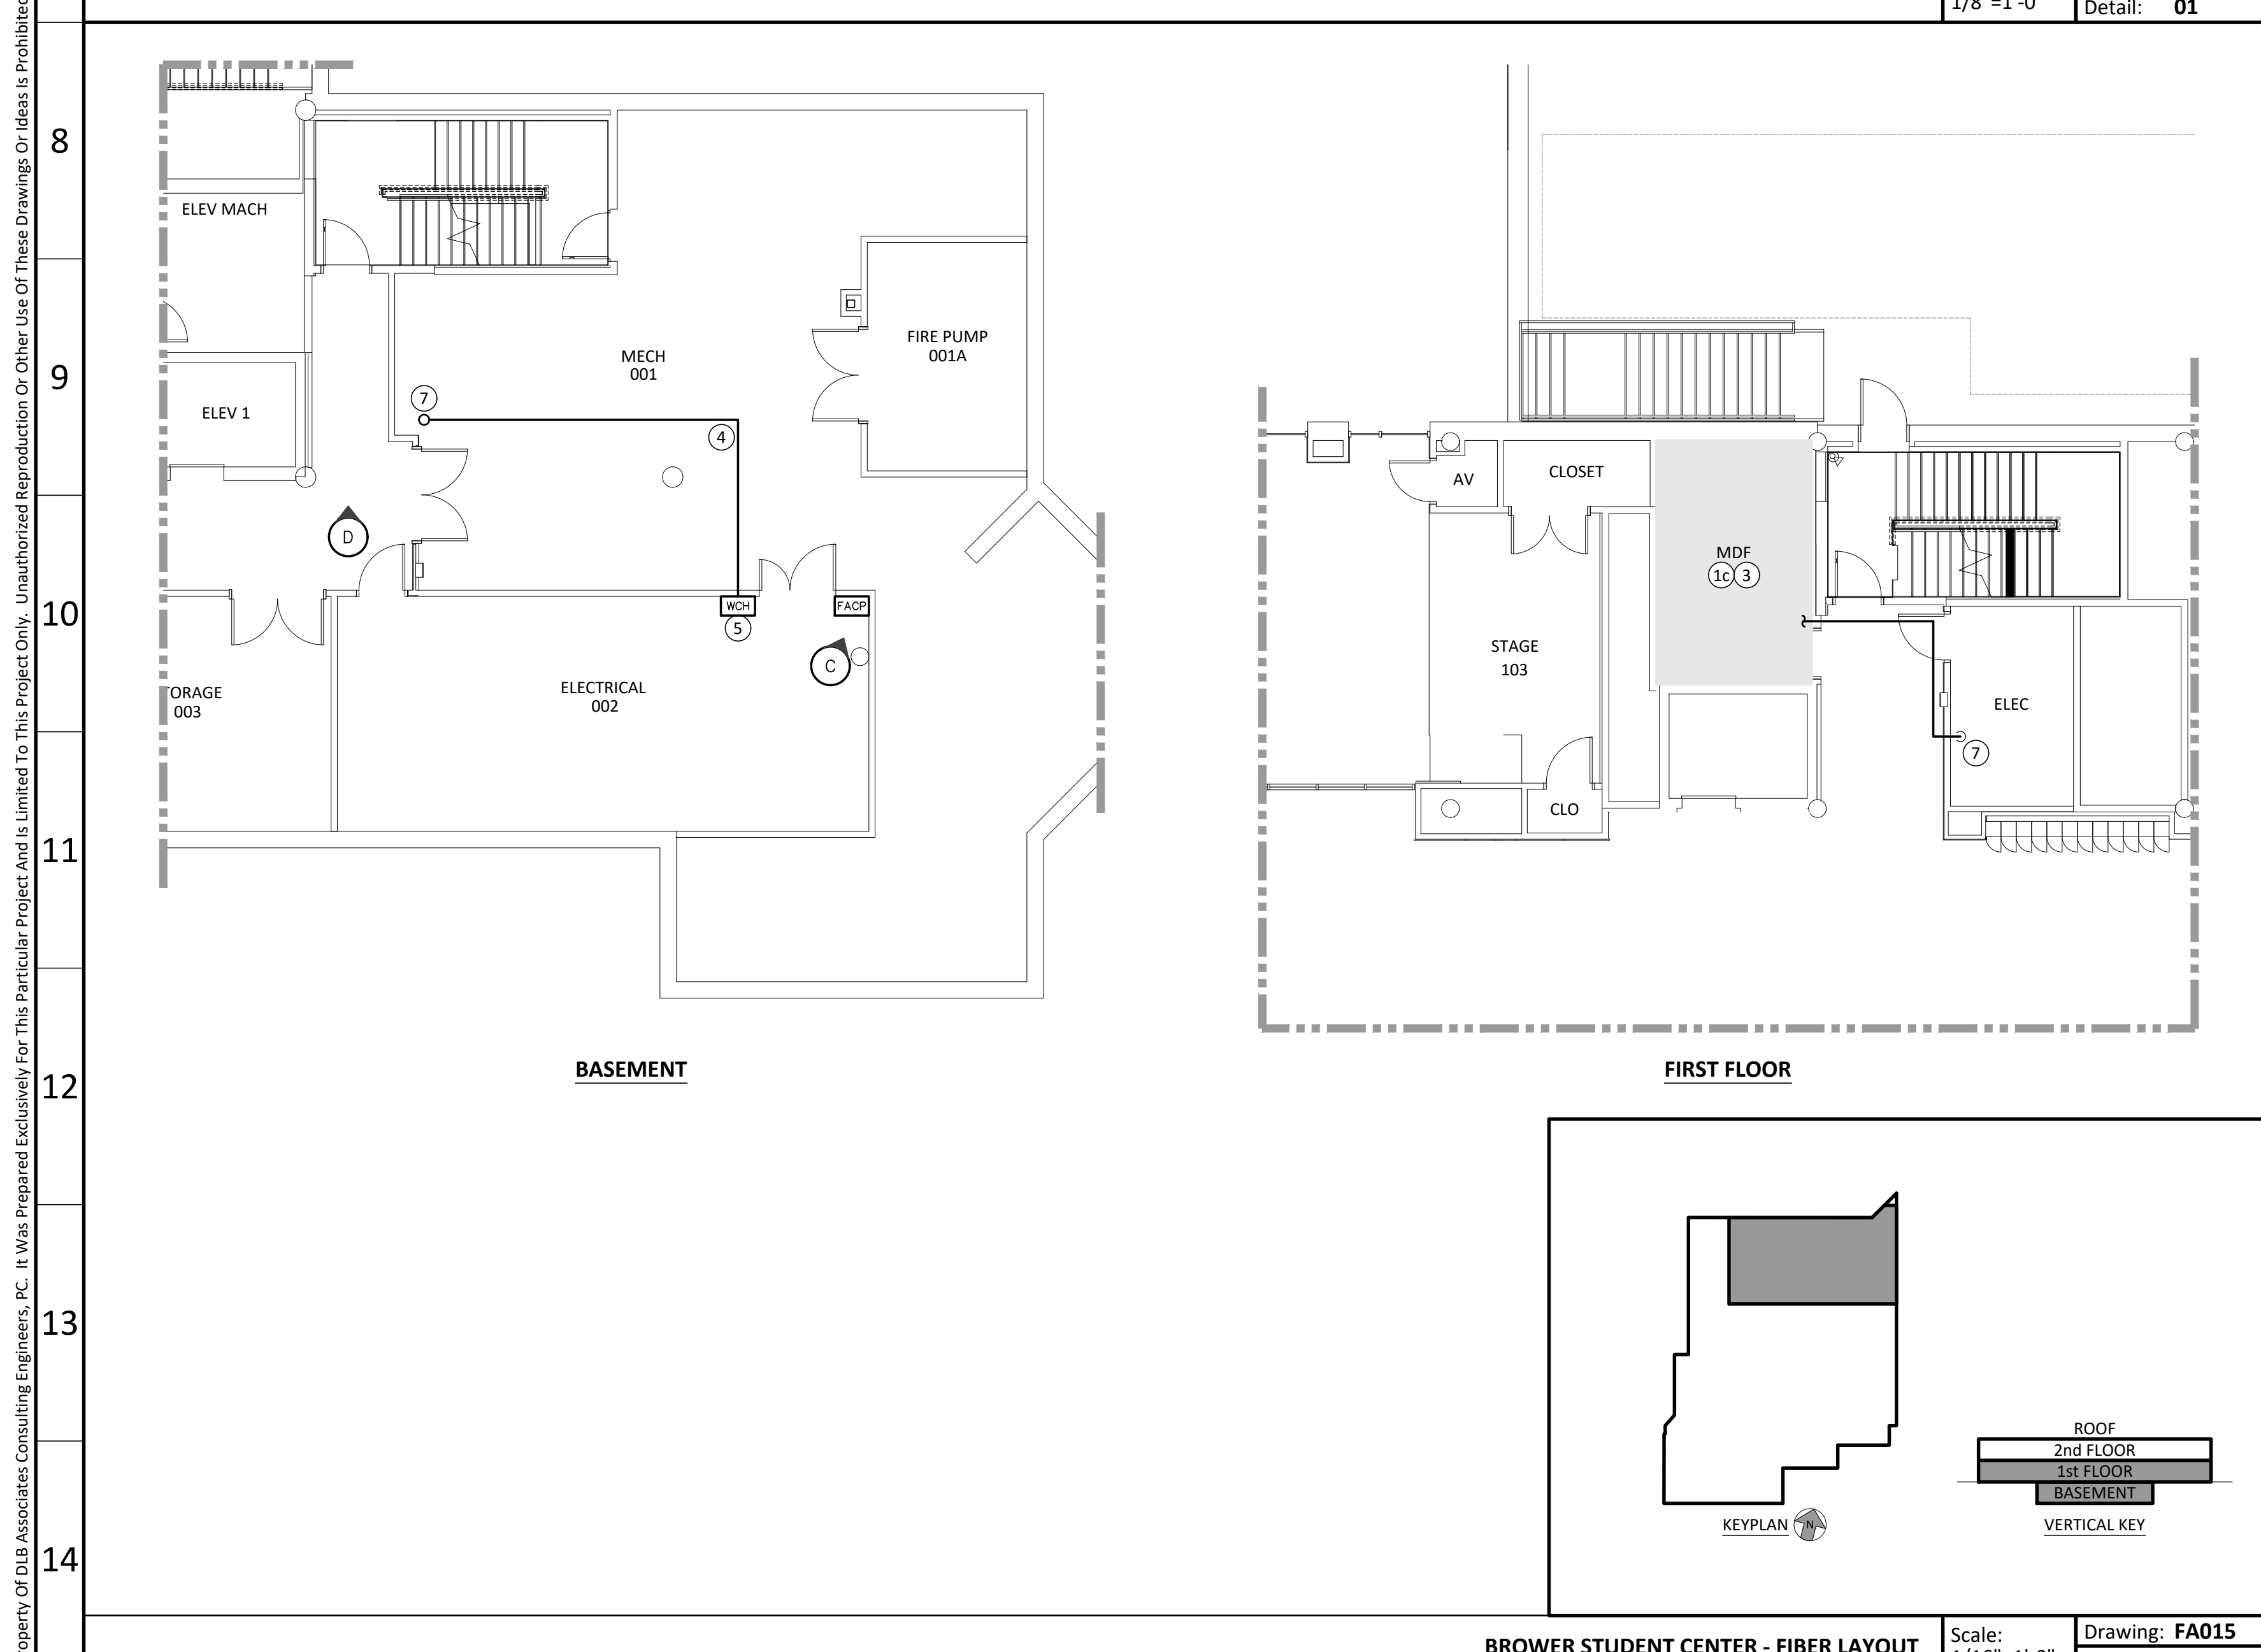 1/8"=1'-0"
Detail: 01
Property Of DLB Associates Consulting Engineers, PC. It Was Prepared Exclusively For This Particular Project And Is Limited To This Project Only. Unauthorized Reproduction Or Other Use Of These Drawings Or Ideas Is Prohibited
8
9
10
11
12
13
14
ELEV MACH
ELEV 1
MECH
001
FIRE PUMP
001A
7
4
D
WCH
5
FACP
C
ORAGE
003
ELECTRICAL
002
BASEMENT
AV
CLOSET
MDF
1c 3
STAGE
103
ELEC
7
CLO
FIRST FLOOR
KEYPLAN
N
ROOF
2nd FLOOR
1st FLOOR
BASEMENT
VERTICAL KEY
BROWER STUDENT CENTER - FIBER LAYOUT
Scale:
Drawing: FA015